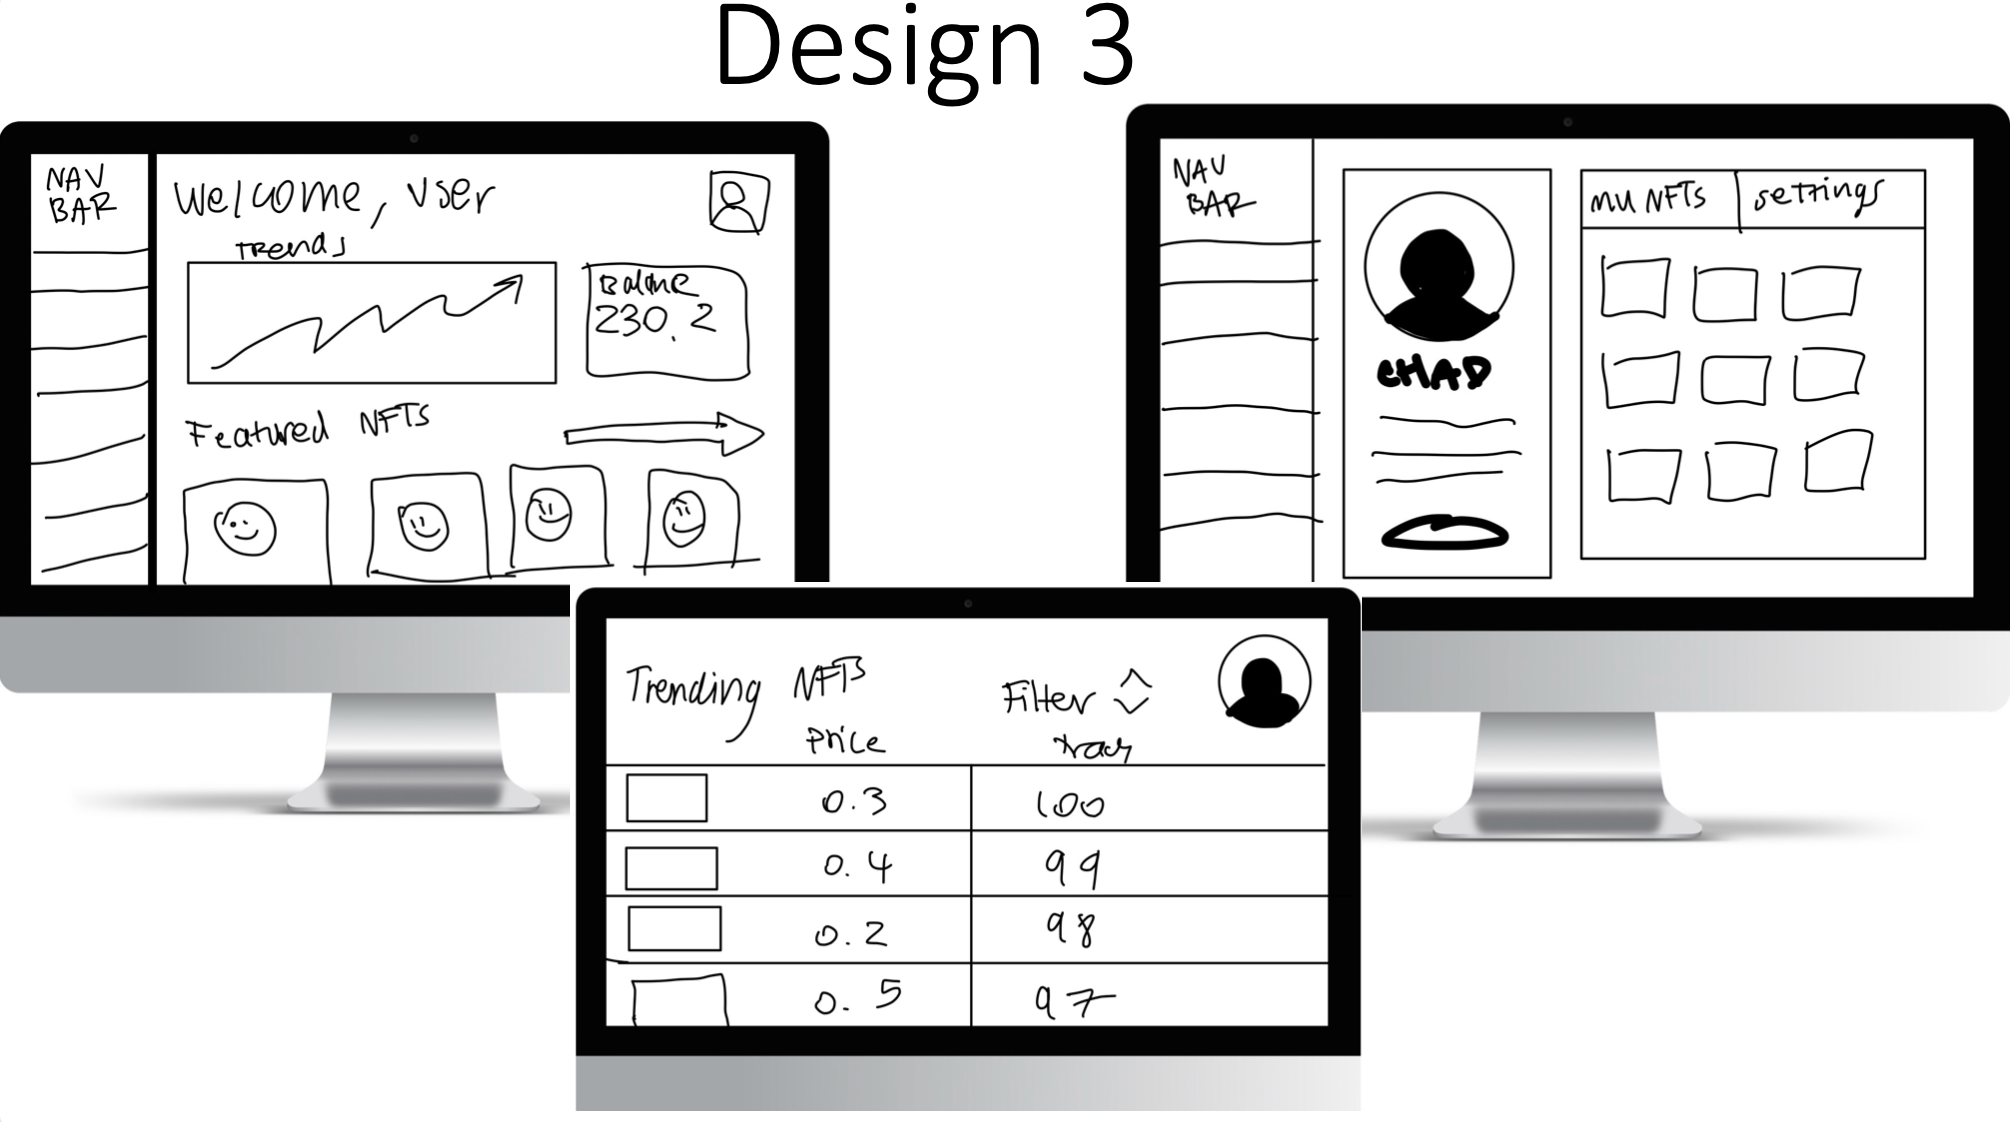 Design 3
NAV
BAR
Welcome, User
Trends
Balance
230.2
Featured NFTs
NAV
BAR
CHAD
MY NFTs
settings
Trending NFTs
Filter
Price
0.3
100
0.4
99
0.2
98
0.5
97